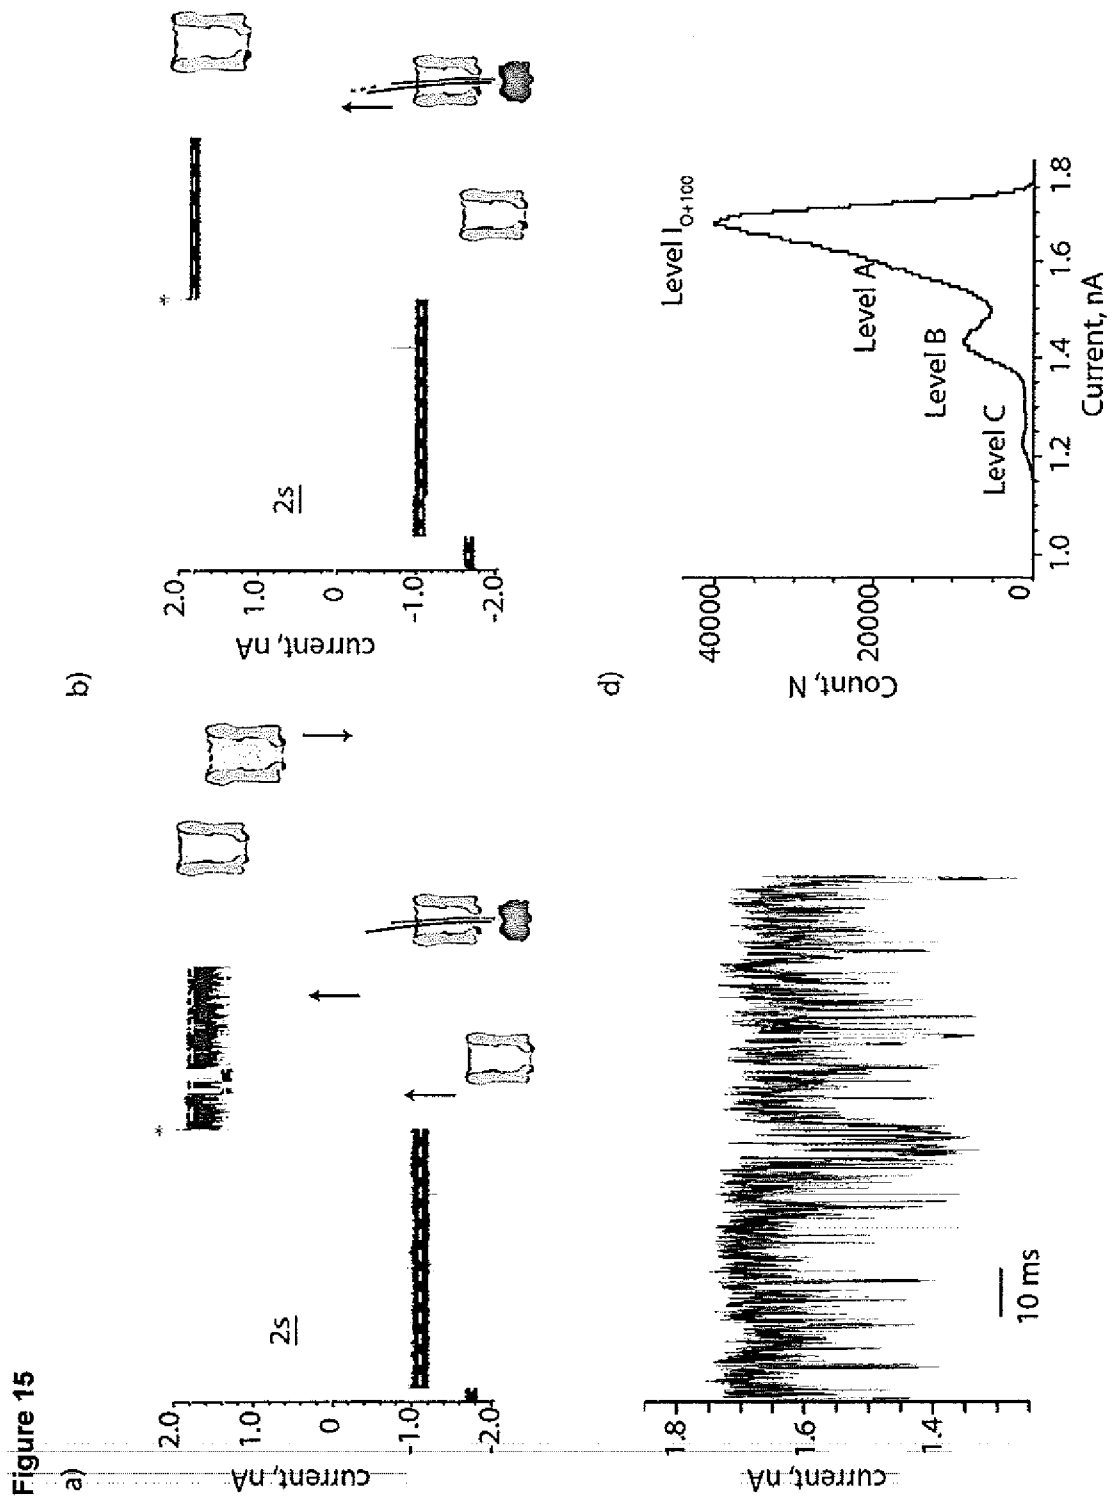 Figure 15
a)
2.0
1.0
0
-1.0
-2.0
current, nA
2s
*
b)
2.0
1.0
0
-1.0
-2.0
current, nA
2s
*
1.8
1.6
1.4
current, nA
10 ms
d)
40000
20000
0
Count, N
Level I0+100
Level A
Level B
Level C
1.0
1.2
1.4
1.6
1.8
Current, nA